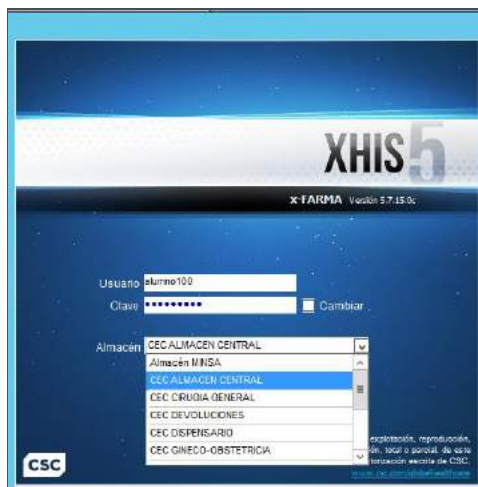 XHIS 5
x-FARMA Versión 5.7.15.0c
Usuario alumno100
Clave ●●●●●●●●● Cambiar
Almacén CEC ALMACEN CENTRAL
Almacén MINSA
CEC ALMACEN CENTRAL
CEC CIRUGIA GENERAL
CEC DEVOLUCIONES
CEC DISPENSARIO
CEC GINECO-OBSTETRICIA
explotación, reproducción,
total o parcial, de este
escrita de CSC.
CSC